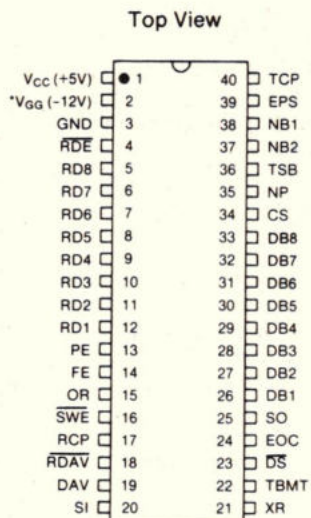 Top View
VCC (+5V) 1 40 TCP
*VGG (-12V) 2 39 EPS
GND 3 38 NB1
RDE 4 37 NB2
RD8 5 36 TSB
RD7 6 35 NP
RD6 7 34 CS
RD5 8 33 DB8
RD4 9 32 DB7
RD3 10 31 DB6
RD2 11 30 DB5
RD1 12 29 DB4
PE 13 28 DB3
FE 14 27 DB2
OR 15 26 DB1
SWE 16 25 SO
RCP 17 24 EOC
RDAV 18 23 DS
DAV 19 22 TBMT
SI 20 21 XR